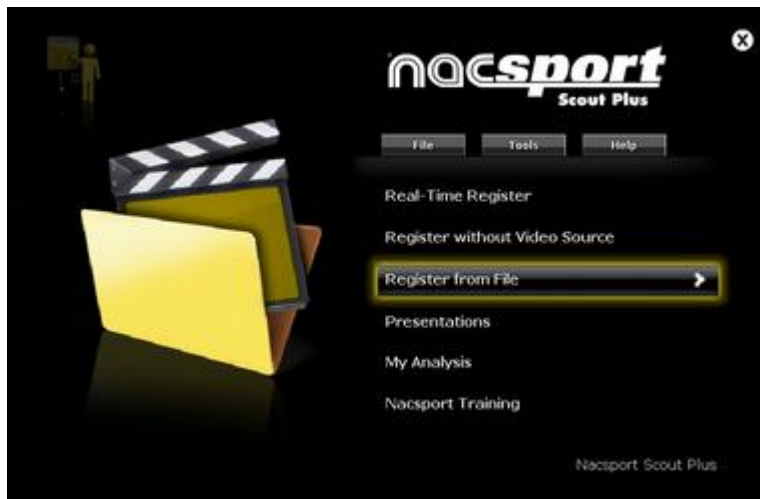 nacsport
Scout Plus
File Tools Help
Real-Time Register
Register without Video Source
Register from File
Presentations
My Analysis
Nacsport Training
Nacsport Scout Plus